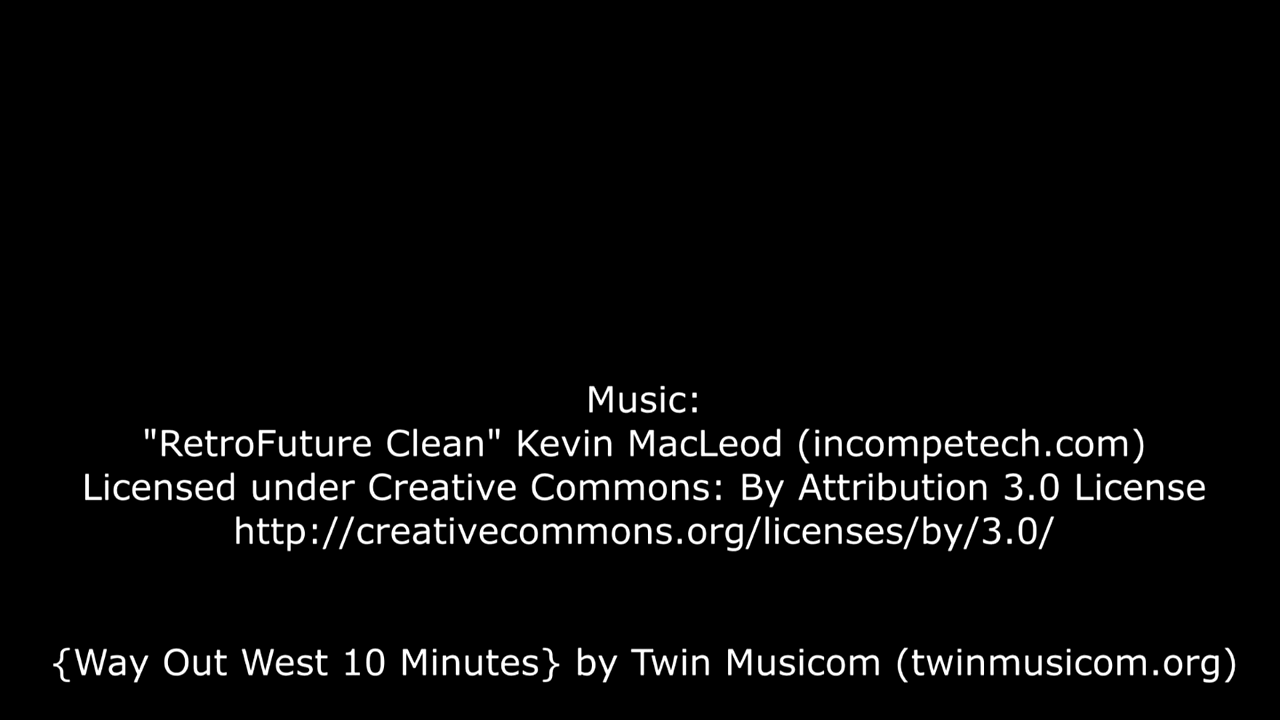 Music:
"RetroFuture Clean" Kevin MacLeod (incompetech.com)
Licensed under Creative Commons: By Attribution 3.0 License
http://creativecommons.org/licenses/by/3.0/
{Way Out West 10 Minutes} by Twin Musicom (twinmusicom.org)